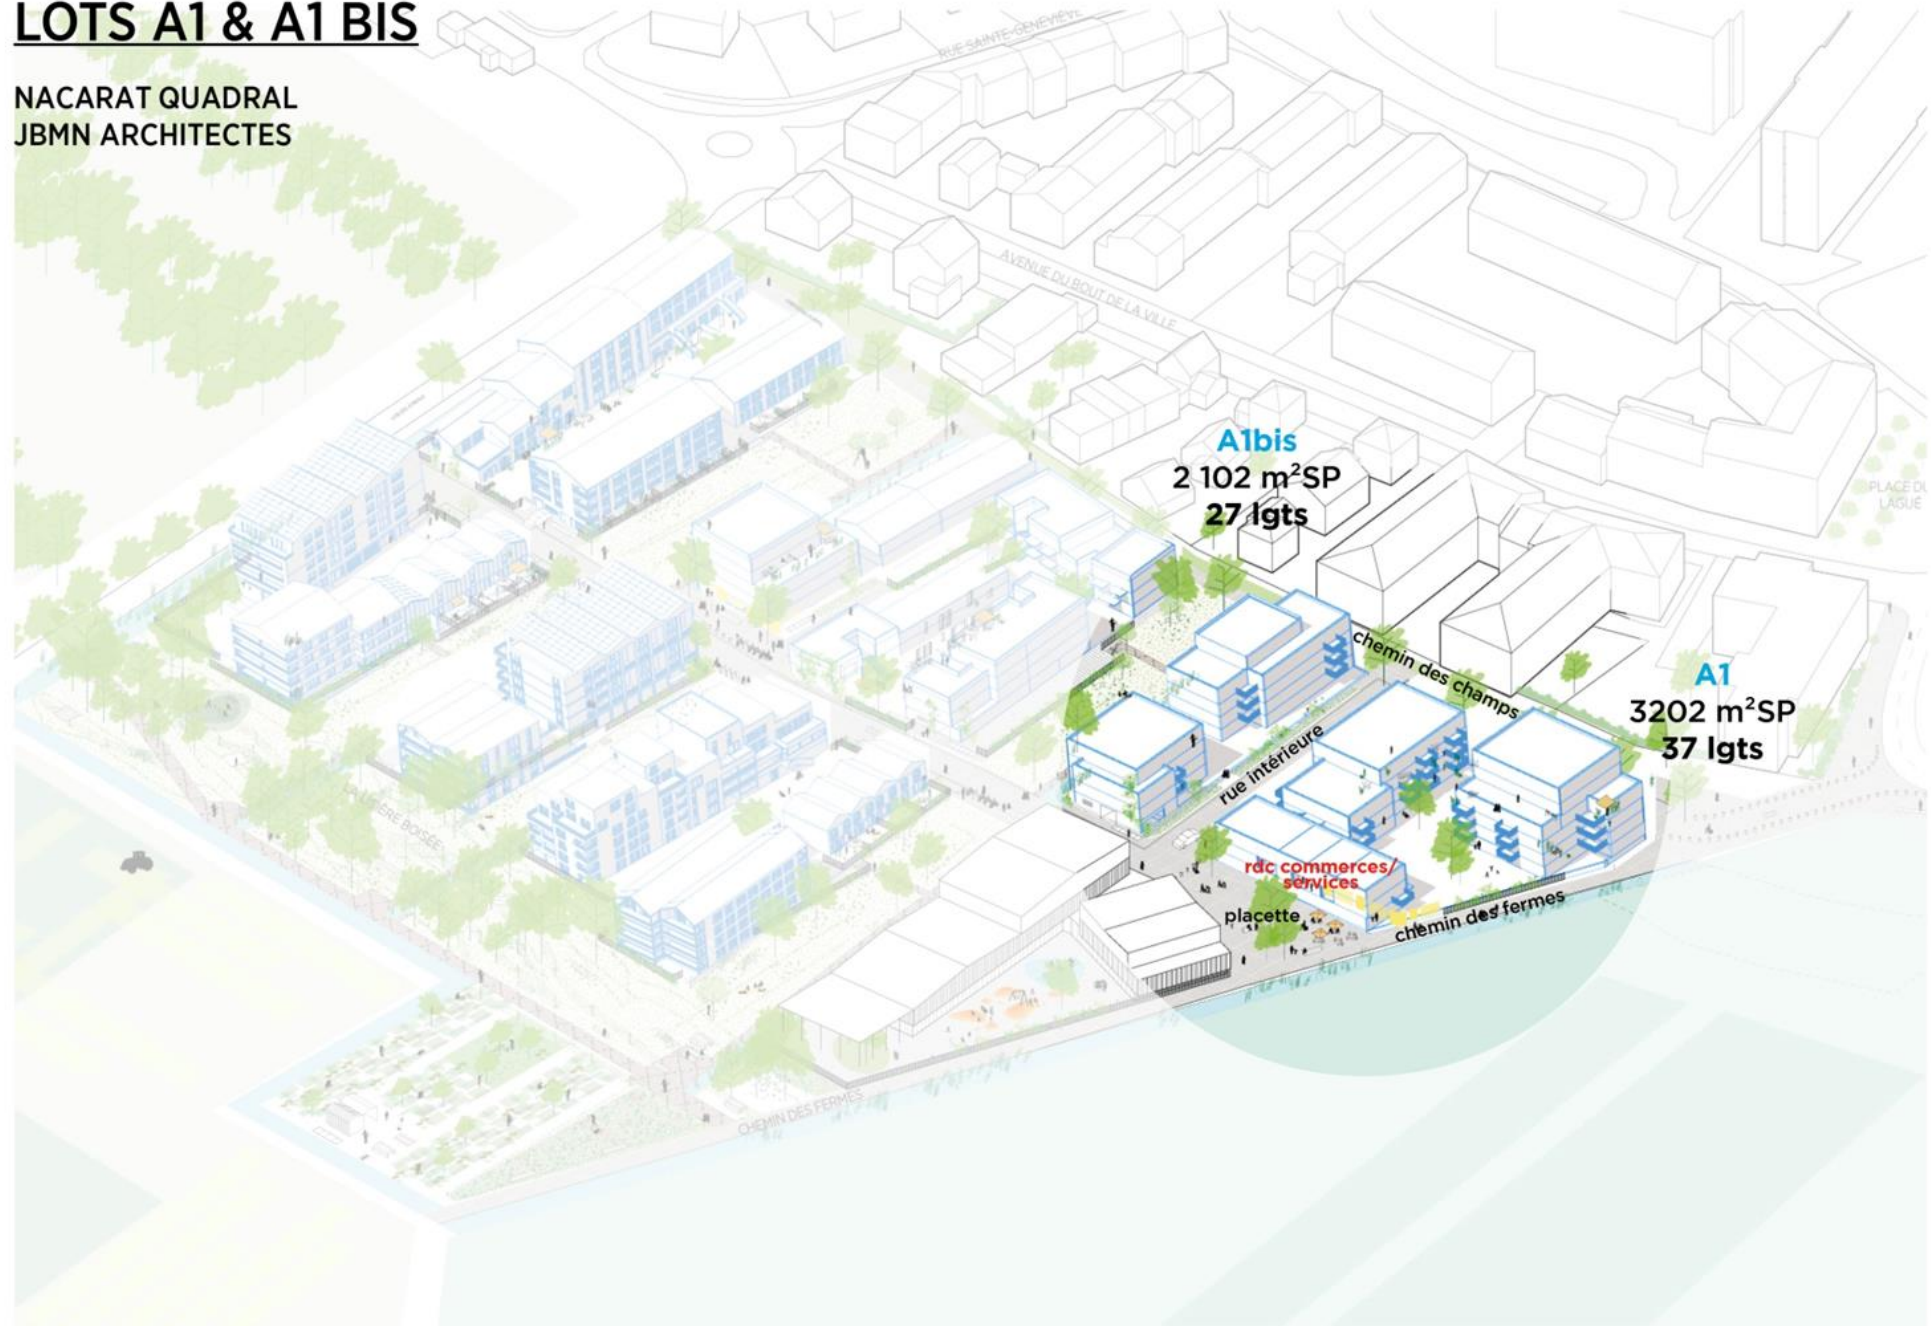 LOTS A1 & A1 BIS
NACARAT QUADRAL
JBMN ARCHITECTES
RUE SAINTE-GENEVIÈVE
AVENUE DU BOUT DE LA VILLE
A1bis
2 102 m²SP
27 lgts
PLACE DU
LAGUÉ
chemin des champs
A1
3202 m²SP
37 lgts
rue intérieure
rdc commerces/
services
placette
chemin des fermes
CHEMIN DES FERMES